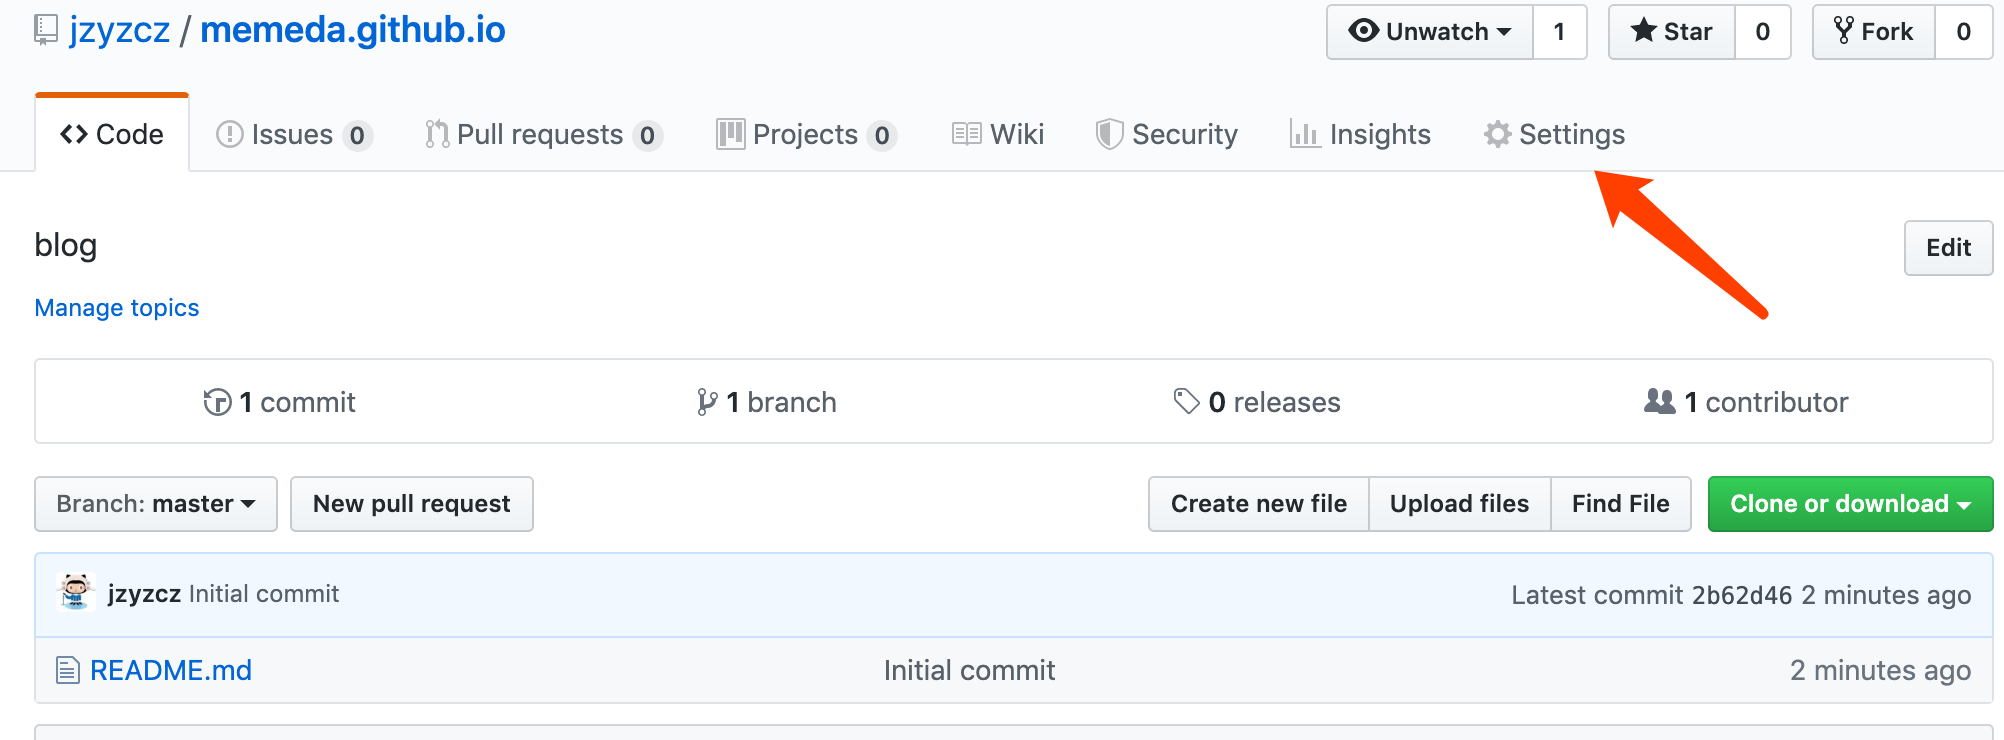 jzyzcz / memeda.github.io Unwatch 1 Star 0 Fork 0
Code Issues 0 Pull requests 0 Projects 0 Wiki Security Insights Settings
blog Edit
Manage topics
1 commit 1 branch 0 releases 1 contributor
Branch: master New pull request Create new file Upload files Find File Clone or download
jzyzcz Initial commit Latest commit 2b62d46 2 minutes ago
README.md Initial commit 2 minutes ago